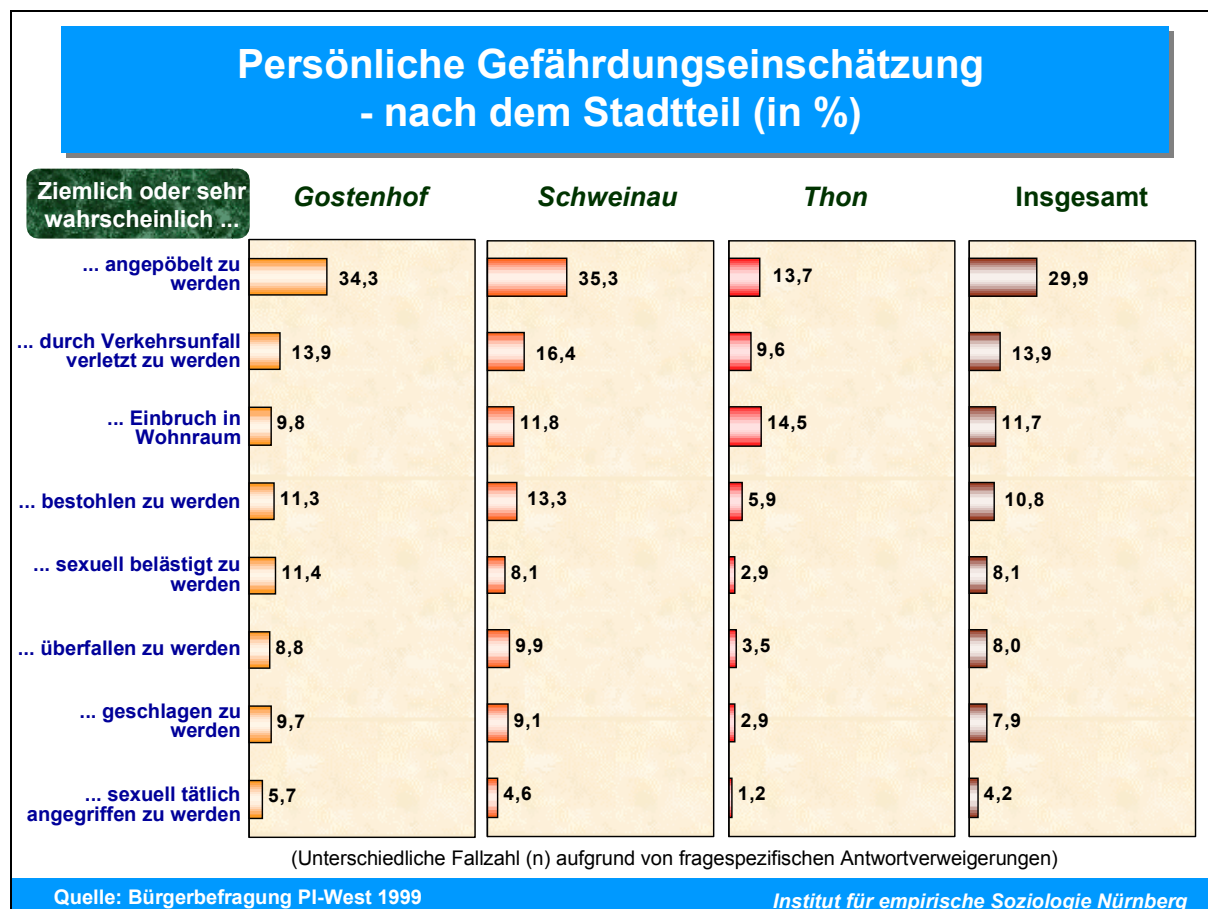 Persönliche Gefährdungseinschätzung
- nach dem Stadtteil (in %)
Ziemlich oder sehr
wahrscheinlich ...
Gostenhof
Schweinau
Thon
Insgesamt
... angepöbelt zu
werden
34,3
35,3
13,7
29,9
... durch Verkehrsunfall
verletzt zu werden
13,9
16,4
9,6
13,9
... Einbruch in
Wohnraum
9,8
11,8
14,5
11,7
... bestohlen zu werden
11,3
13,3
5,9
10,8
... sexuell belästigt zu
werden
11,4
8,1
2,9
8,1
... überfallen zu werden
8,8
9,9
3,5
8,0
... geschlagen zu
werden
9,7
9,1
2,9
7,9
... sexuell tätlich
angegriffen zu werden
5,7
4,6
1,2
4,2
(Unterschiedliche Fallzahl (n) aufgrund von fragespezifischen Antwortverweigerungen)
Quelle: Bürgerbefragung PI-West 1999
Institut für empirische Soziologie Nürnberg